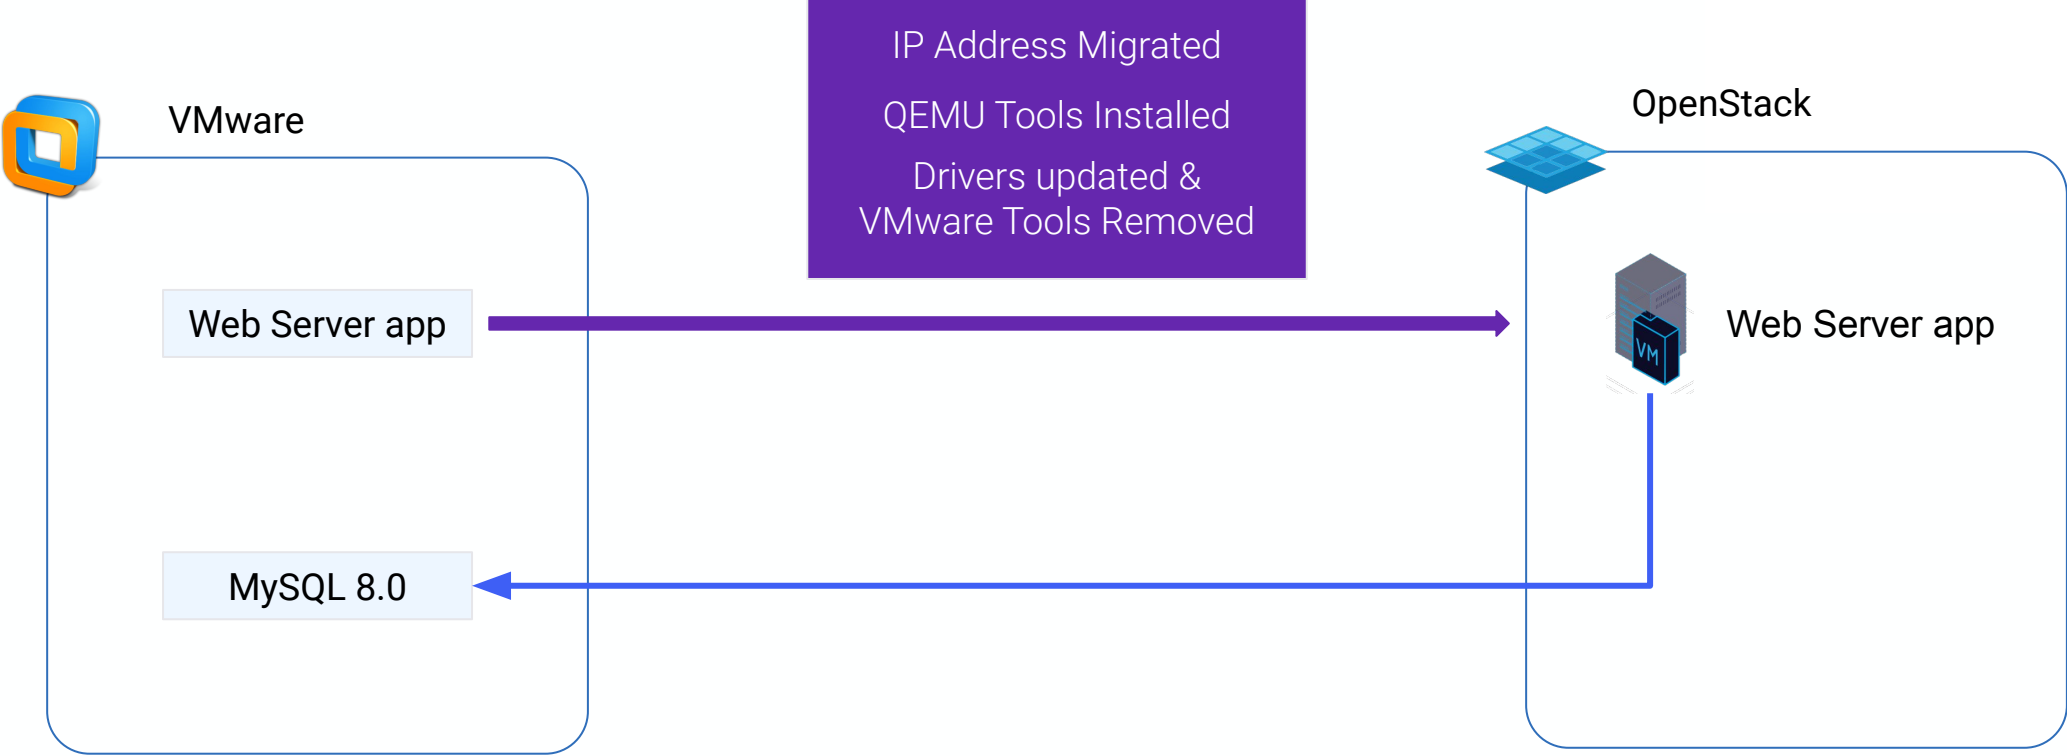 IP Address Migrated
VMware
OpenStack
QEMU Tools Installed
Drivers updated &
VMware Tools Removed
Web Server app
VM
Web Server app
MySQL 8.0